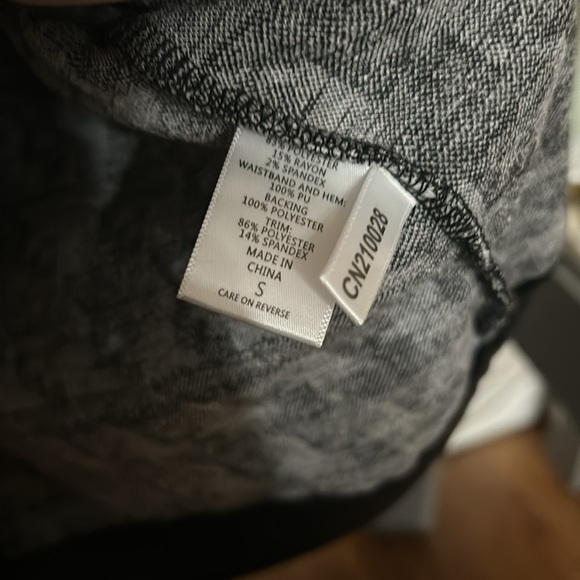 15% RAYON
2% SPANDEX
WAISTBAND AND HEM:
100% PU
BACKING
100% POLYESTER
TRIM:
86% POLYESTER
14% SPANDEX
MADE IN
CHINA
S
CARE ON REVERSE
CN210028